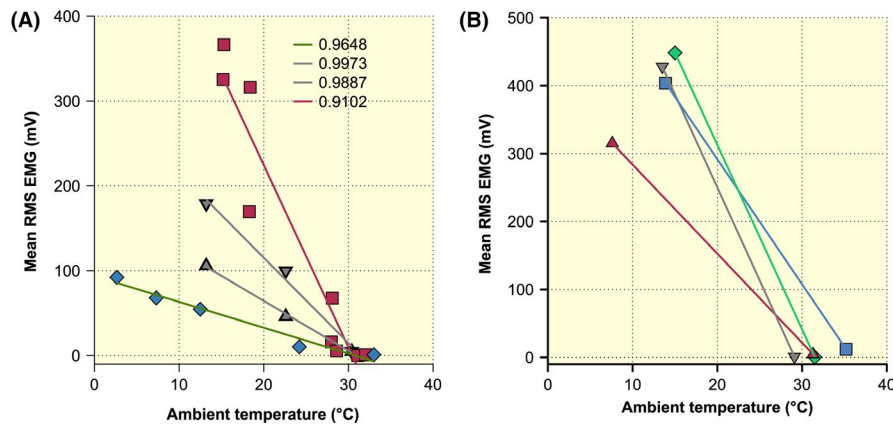 (A)
400
300
200
100
0
0 10 20 30 40
Mean RMS EMG (mV)
Ambient temperature (°C)
0.9648
0.9973
0.9887
0.9102
(B)
500
400
300
200
100
0
0 10 20 30 40
Mean RMS EMG (mV)
Ambient temperature (°C)